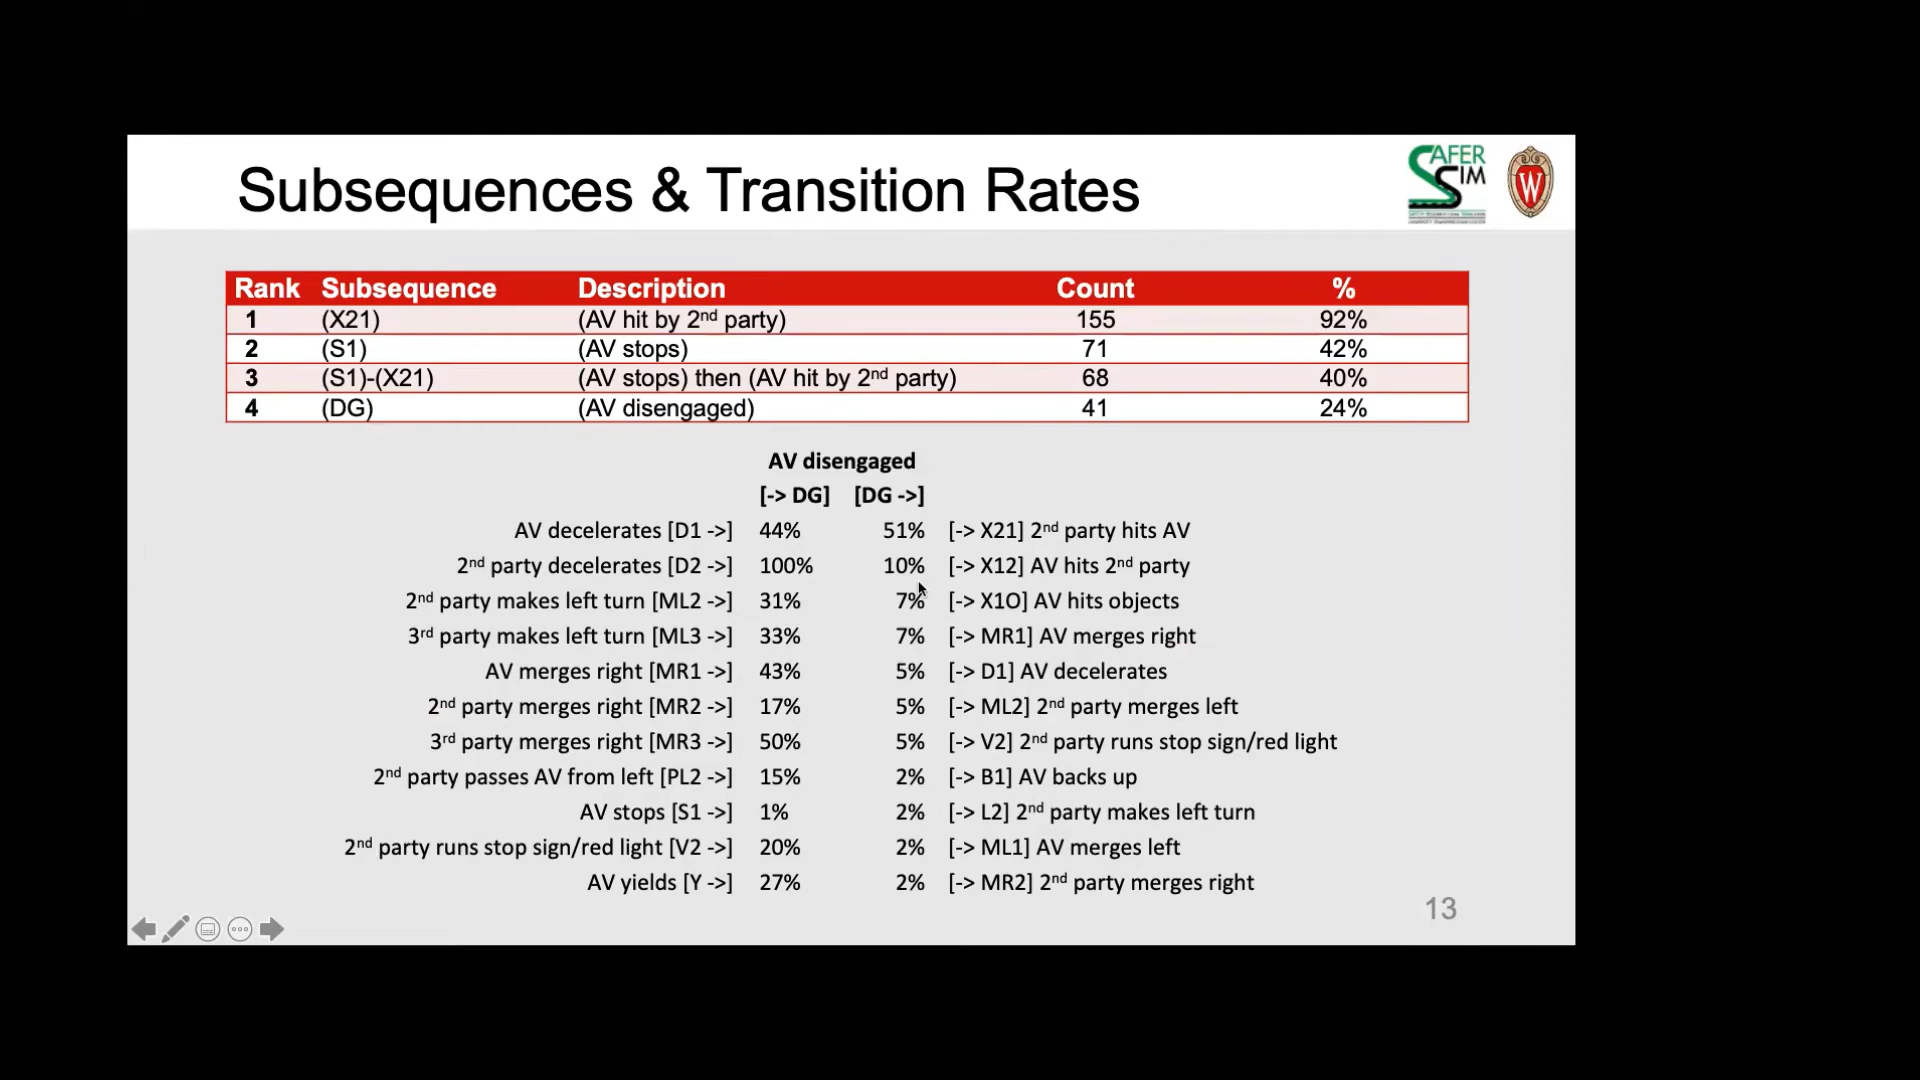 Subsequences & Transition Rates
SAFER
SIM
W
Rank Subsequence Description Count %
1 (X21) (AV hit by 2nd party) 155 92%
2 (S1) (AV stops) 71 42%
3 (S1)-(X21) (AV stops) then (AV hit by 2nd party) 68 40%
4 (DG) (AV disengaged) 41 24%
AV disengaged
[-> DG] [DG ->]
AV decelerates [D1 ->] 44% 51% [-> X21] 2nd party hits AV
2nd party decelerates [D2 ->] 100% 10% [-> X12] AV hits 2nd party
2nd party makes left turn [ML2 ->] 31% 7% [-> X1O] AV hits objects
3rd party makes left turn [ML3 ->] 33% 7% [-> MR1] AV merges right
AV merges right [MR1 ->] 43% 5% [-> D1] AV decelerates
2nd party merges right [MR2 ->] 17% 5% [-> ML2] 2nd party merges left
3rd party merges right [MR3 ->] 50% 5% [-> V2] 2nd party runs stop sign/red light
2nd party passes AV from left [PL2 ->] 15% 2% [-> B1] AV backs up
AV stops [S1 ->] 1% 2% [-> L2] 2nd party makes left turn
2nd party runs stop sign/red light [V2 ->] 20% 2% [-> ML1] AV merges left
AV yields [Y ->] 27% 2% [-> MR2] 2nd party merges right
13